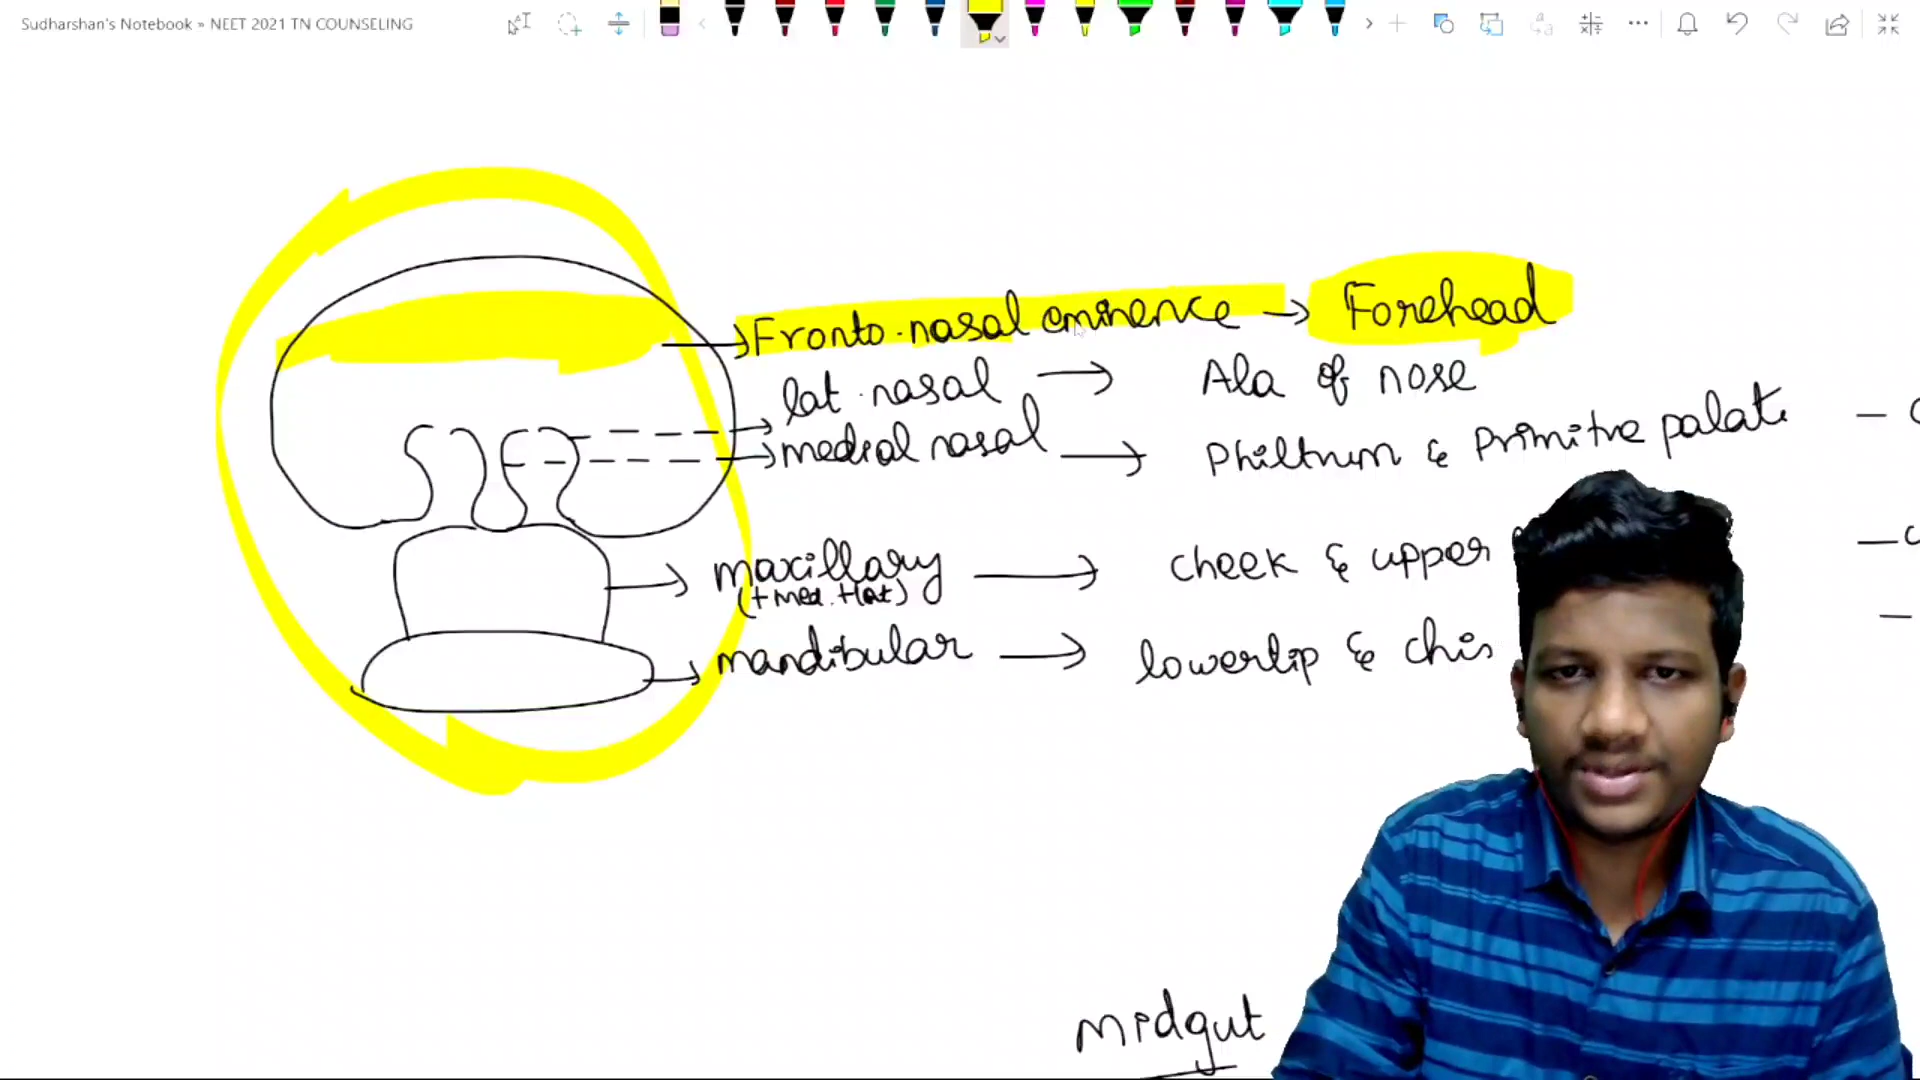 Sudharshan's Notebook » NEET 2021 TN COUNSELING
Fronto-nasal eminence → Forehead
lat. nasal → Ala of nose
medial nasal → Philtrum & Primitive palate –
maxillary → cheek & upper –
(+med. +lat)
mandibular → lowerlip & chin –
midgut